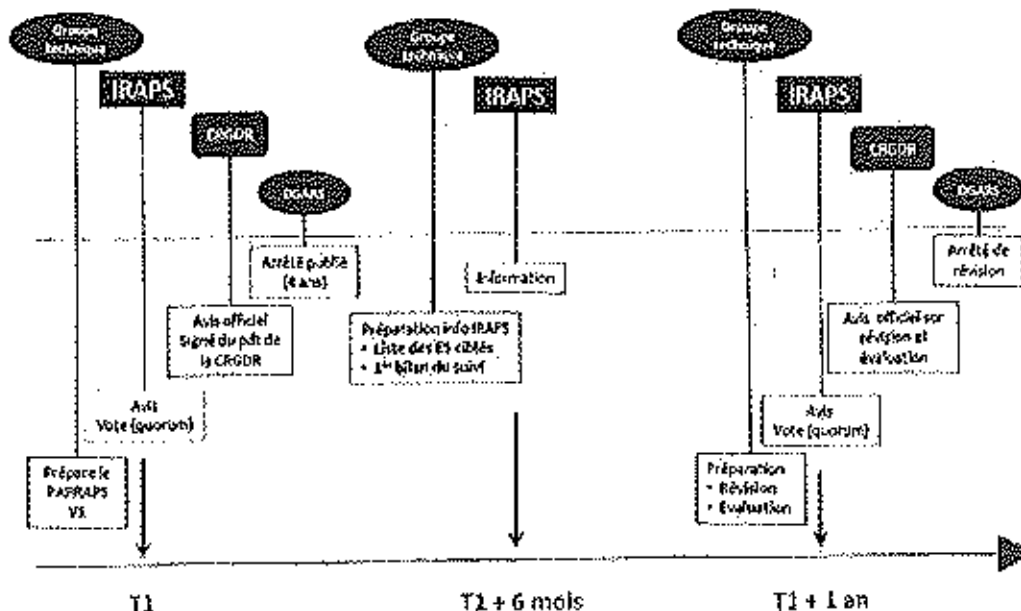 Groupe
technique
IRAPS
CRGDR
DGARS
Arrêté publié
(4 ans)
Avis officiel
Signé du pdt de
la CRGDR
Avis
Vote (quorum)
Prépare le
PAPRAPS
Groupe
technique
IRAPS
Information
Préparation info IRAPS
• Liste des ES ciblés
• 1er bilan du suivi
Groupe
technique
IRAPS
CRGDR
DGARS
Arrêté de
révision
Avis officiel sur
révision et
évaluation
Avis
Vote (quorum)
Préparation
• Révision
• Évaluation
T1
T1 + 6 mois
T1 + 1 an